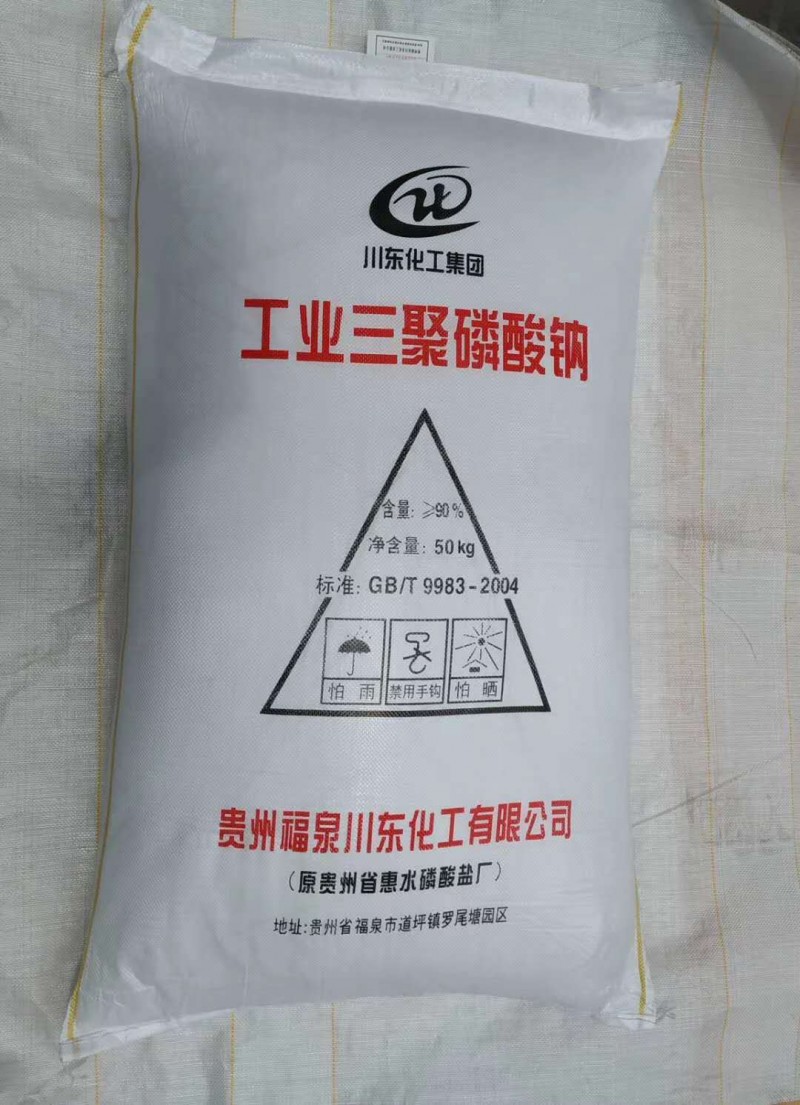 川东化工集团
工业三聚磷酸钠
含量: ≥90%
净含量: 50kg
标准: GB/T 9983-2004
怕雨 禁用手钩 怕晒
贵州福泉川东化工有限公司
(原贵州省惠水磷酸盐厂)
地址:贵州省福泉市道坪镇罗尾塘园区